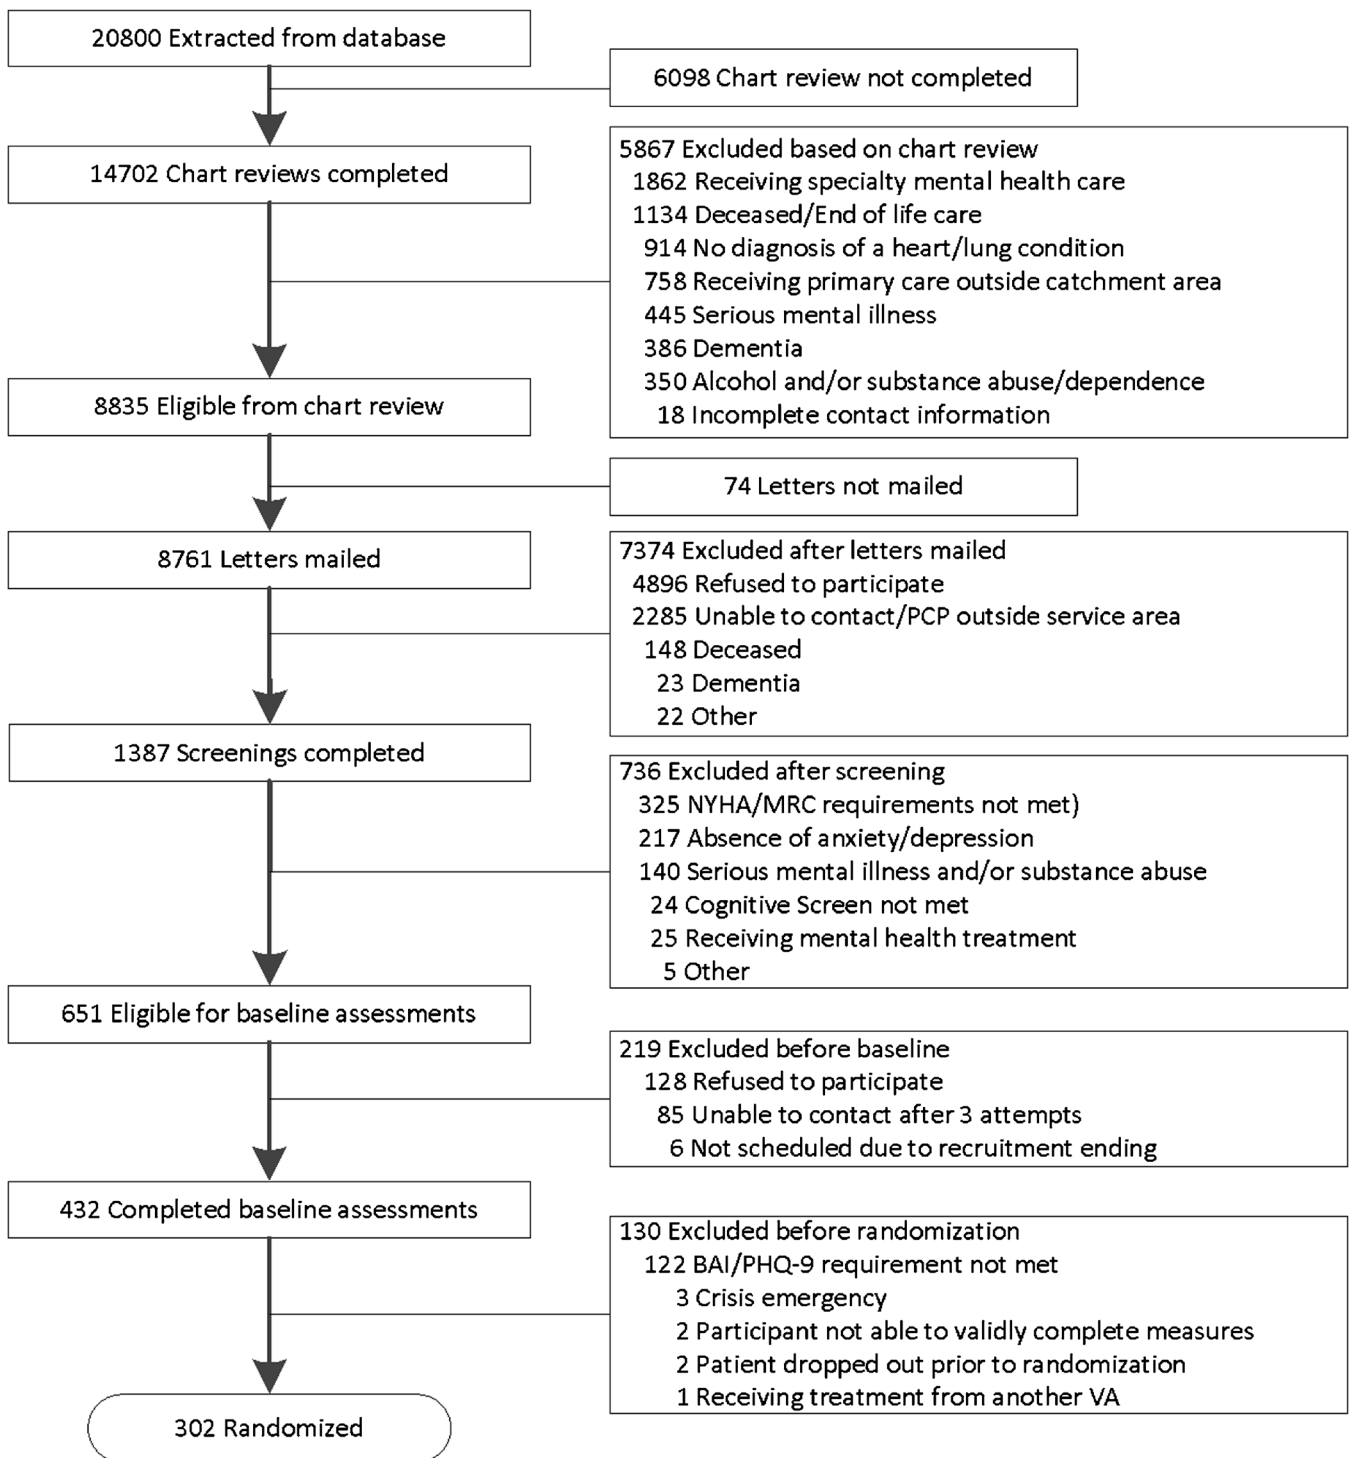 20800 Extracted from database
6098 Chart review not completed
14702 Chart reviews completed
5867 Excluded based on chart review
1862 Receiving specialty mental health care
1134 Deceased/End of life care
914 No diagnosis of a heart/lung condition
758 Receiving primary care outside catchment area
445 Serious mental illness
386 Dementia
350 Alcohol and/or substance abuse/dependence
18 Incomplete contact information
8835 Eligible from chart review
74 Letters not mailed
8761 Letters mailed
7374 Excluded after letters mailed
4896 Refused to participate
2285 Unable to contact/PCP outside service area
148 Deceased
23 Dementia
22 Other
1387 Screenings completed
736 Excluded after screening
325 NYHA/MRC requirements not met)
217 Absence of anxiety/depression
140 Serious mental illness and/or substance abuse
24 Cognitive Screen not met
25 Receiving mental health treatment
5 Other
651 Eligible for baseline assessments
219 Excluded before baseline
128 Refused to participate
85 Unable to contact after 3 attempts
6 Not scheduled due to recruitment ending
432 Completed baseline assessments
130 Excluded before randomization
122 BAI/PHQ-9 requirement not met
3 Crisis emergency
2 Participant not able to validly complete measures
2 Patient dropped out prior to randomization
1 Receiving treatment from another VA
302 Randomized